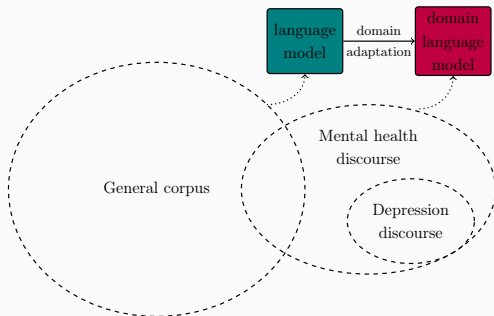 language
model
domain
adaptation
domain
language
model
General corpus
Mental health
discourse
Depression
discourse